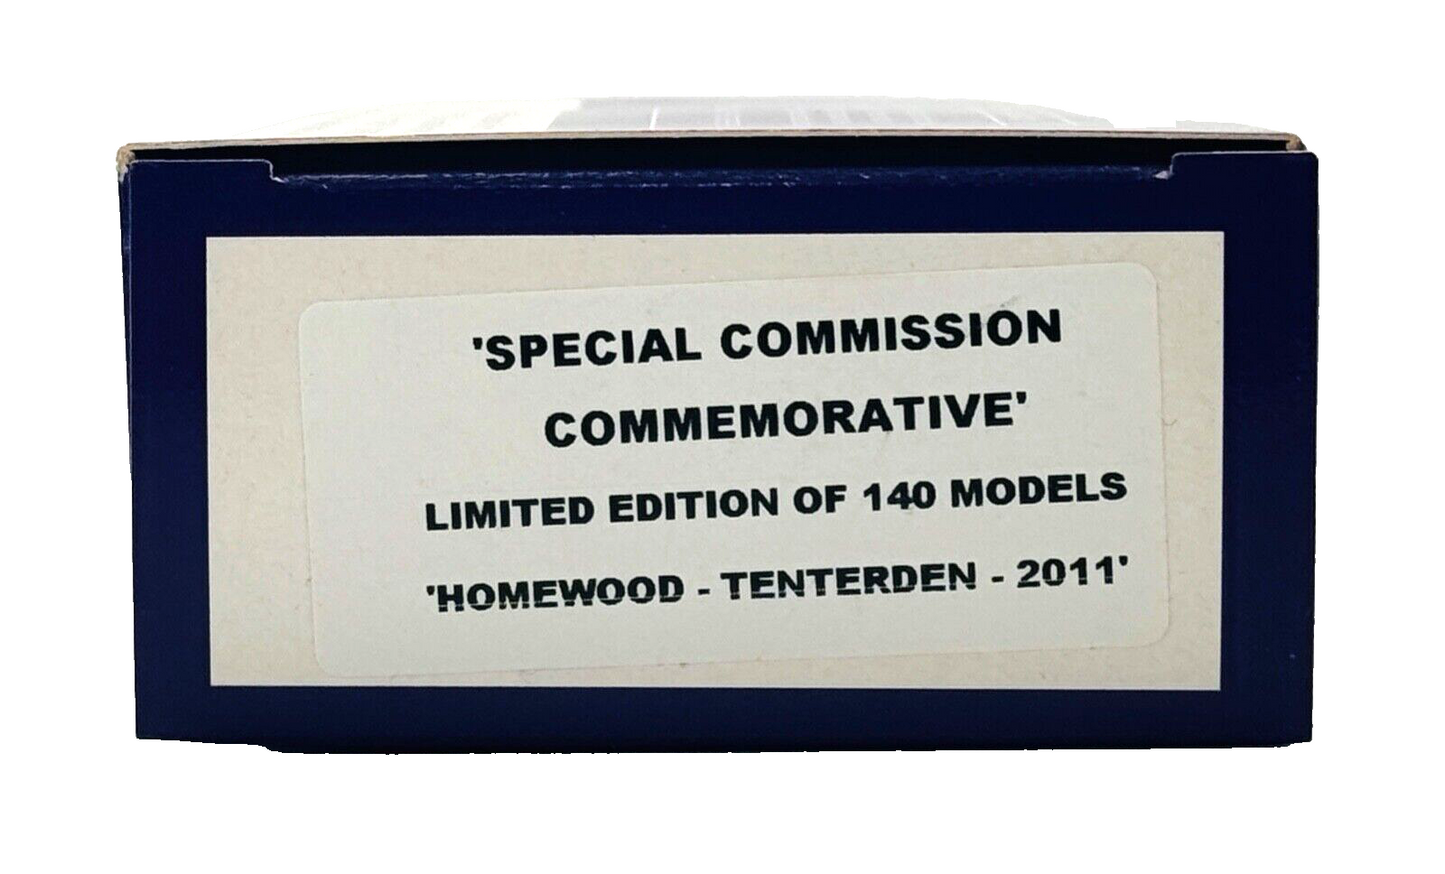 'SPECIAL COMMISSION
COMMEMORATIVE'
LIMITED EDITION OF 140 MODELS
'HOMEWOOD - TENTERDEN - 2011'